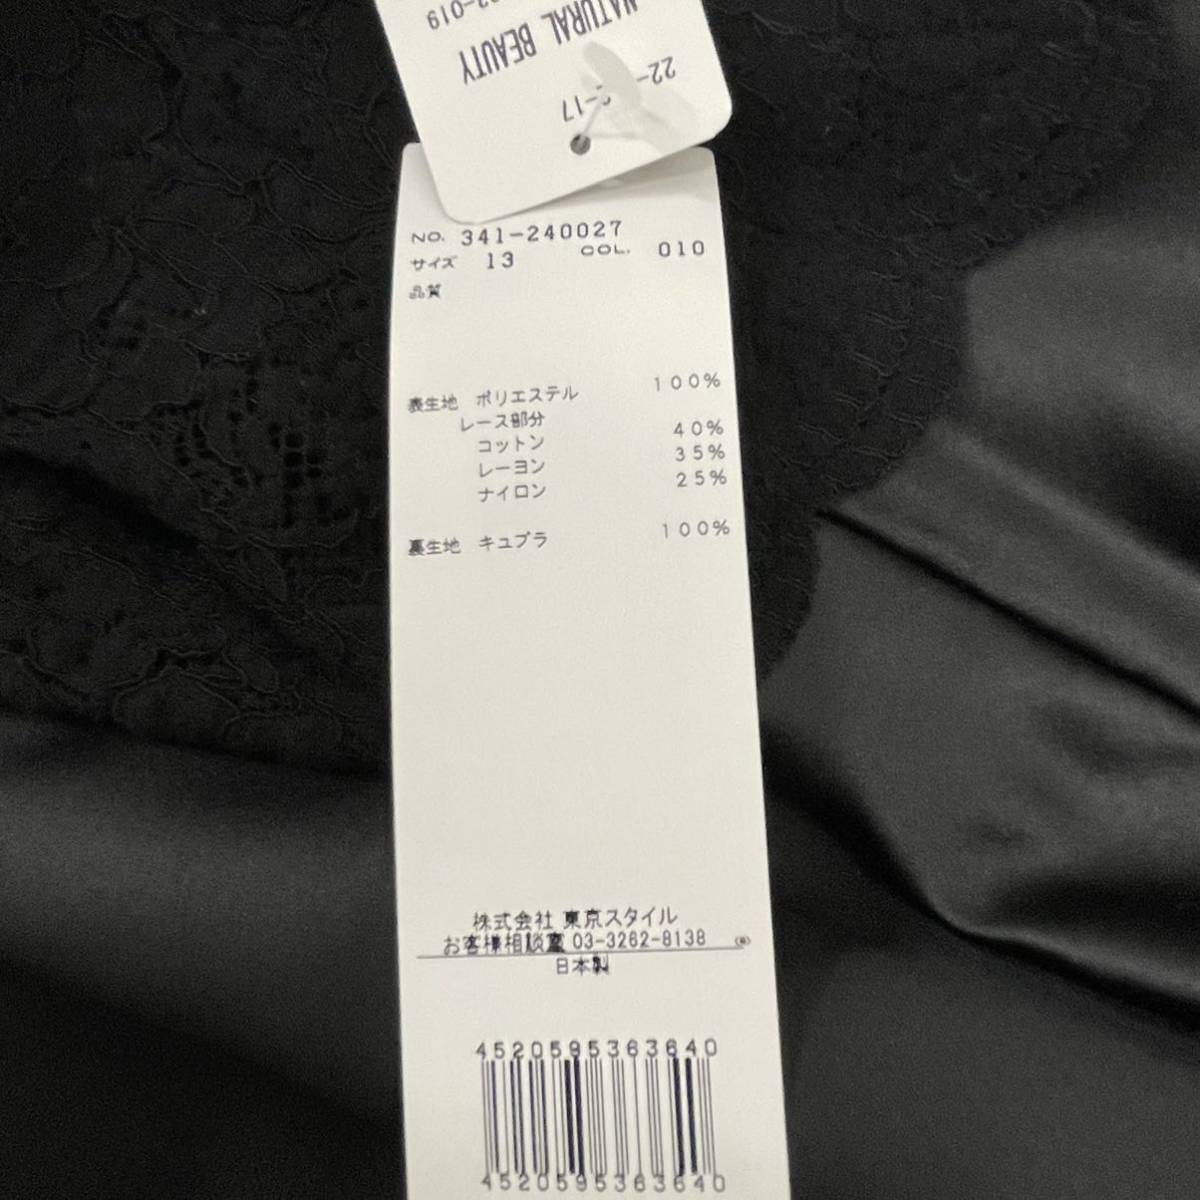 NATURAL BEAUTY
NO. 341-240027
サイズ 13 COL. 010
品質
表生地 ポリエステル 100%
レース部分
コットン 40%
レーヨン 35%
ナイロン 25%
裏生地 キュプラ 100%
株式会社 東京スタイル
お客様相談室 03-3262-8138
日本製
4520595363640
4520595363640